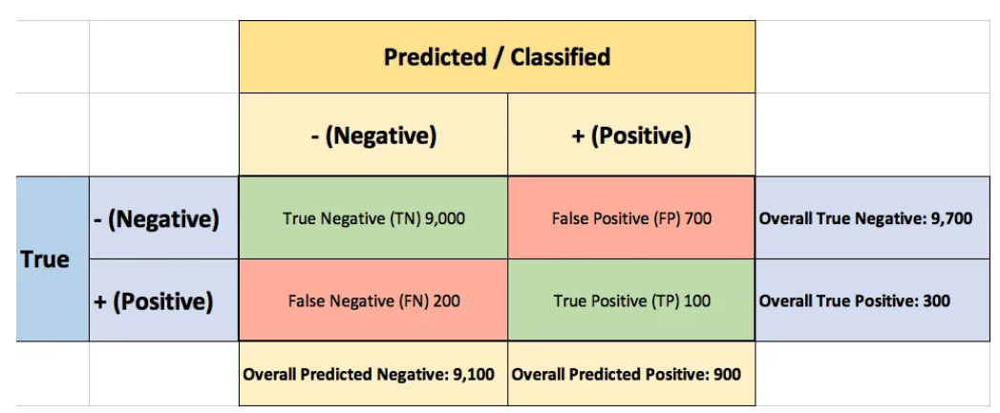 Predicted / Classified
- (Negative) + (Positive)
- (Negative) True Negative (TN) 9,000 False Positive (FP) 700 Overall True Negative: 9,700
True
+ (Positive) False Negative (FN) 200 True Positive (TP) 100 Overall True Positive: 300
Overall Predicted Negative: 9,100 Overall Predicted Positive: 900